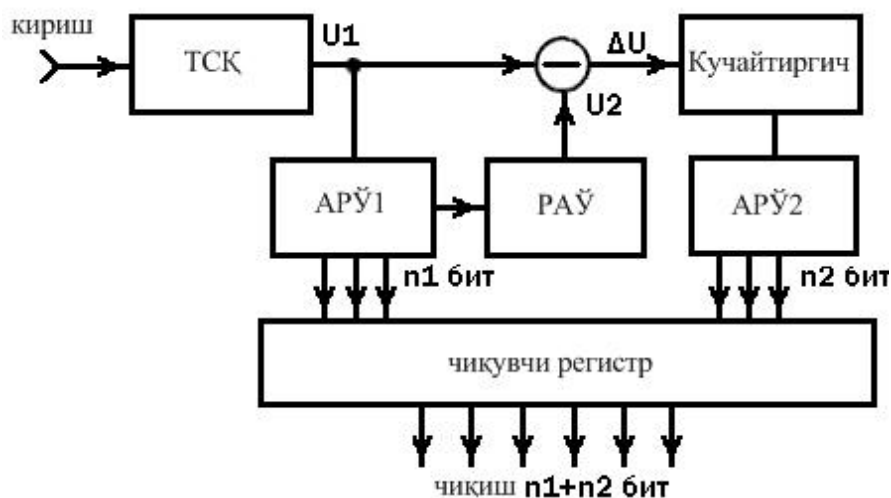 кириш
ТСҚ
U1
ΔU
Кучайтиргич
U2
АРЎ1
РАЎ
АРЎ2
n1 бит
n2 бит
чиқувчи регистр
чиқиш n1+n2 бит